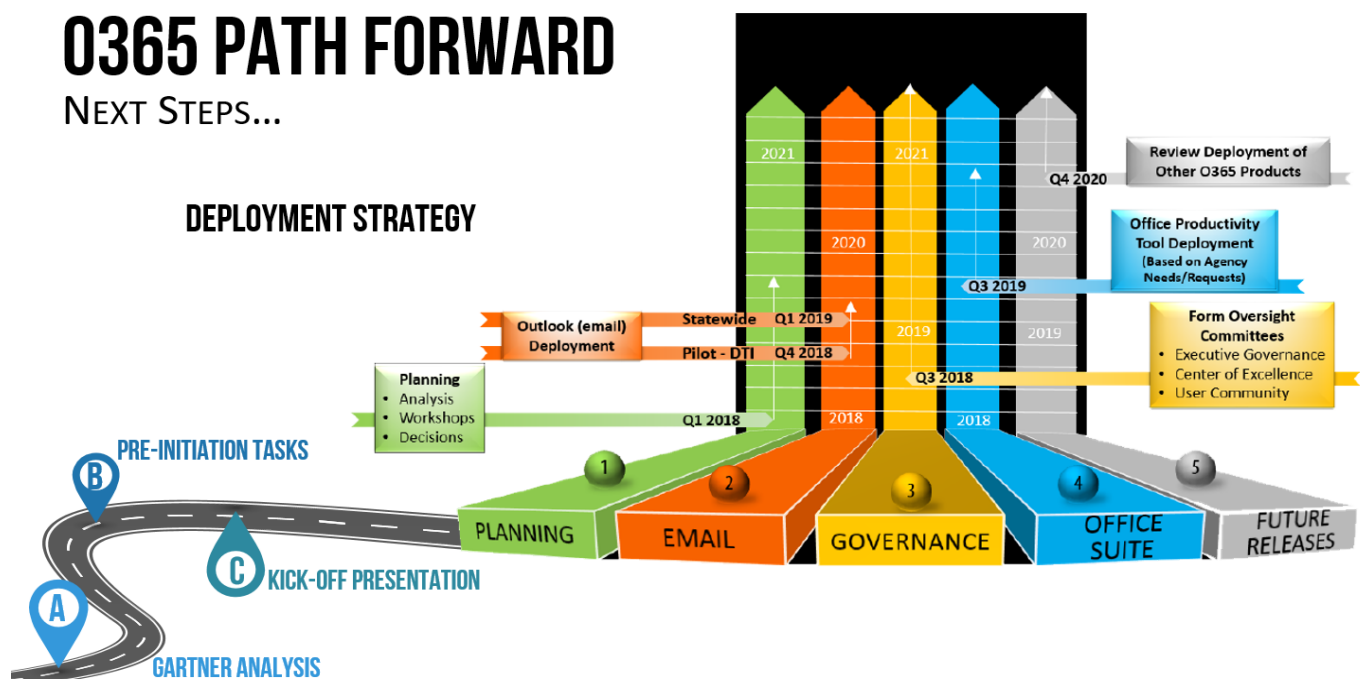 O365 PATH FORWARD
NEXT STEPS...
DEPLOYMENT STRATEGY
2021
2021
2020
2020
2019
2019
2018
2018
Review Deployment of
Other O365 Products
Q4 2020
Office Productivity
Tool Deployment
(Based on Agency
Needs/Requests)
Q3 2019
Outlook (email)
Deployment
Statewide Q1 2019
Pilot - DTI Q4 2018
Form Oversight
Committees
• Executive Governance
• Center of Excellence
• User Community
Q3 2018
Planning
• Analysis
• Workshops
• Decisions
Q1 2018
1
2
3
4
5
PLANNING
EMAIL
GOVERNANCE
OFFICE
SUITE
FUTURE
RELEASES
B
PRE-INITIATION TASKS
C
KICK-OFF PRESENTATION
A
GARTNER ANALYSIS